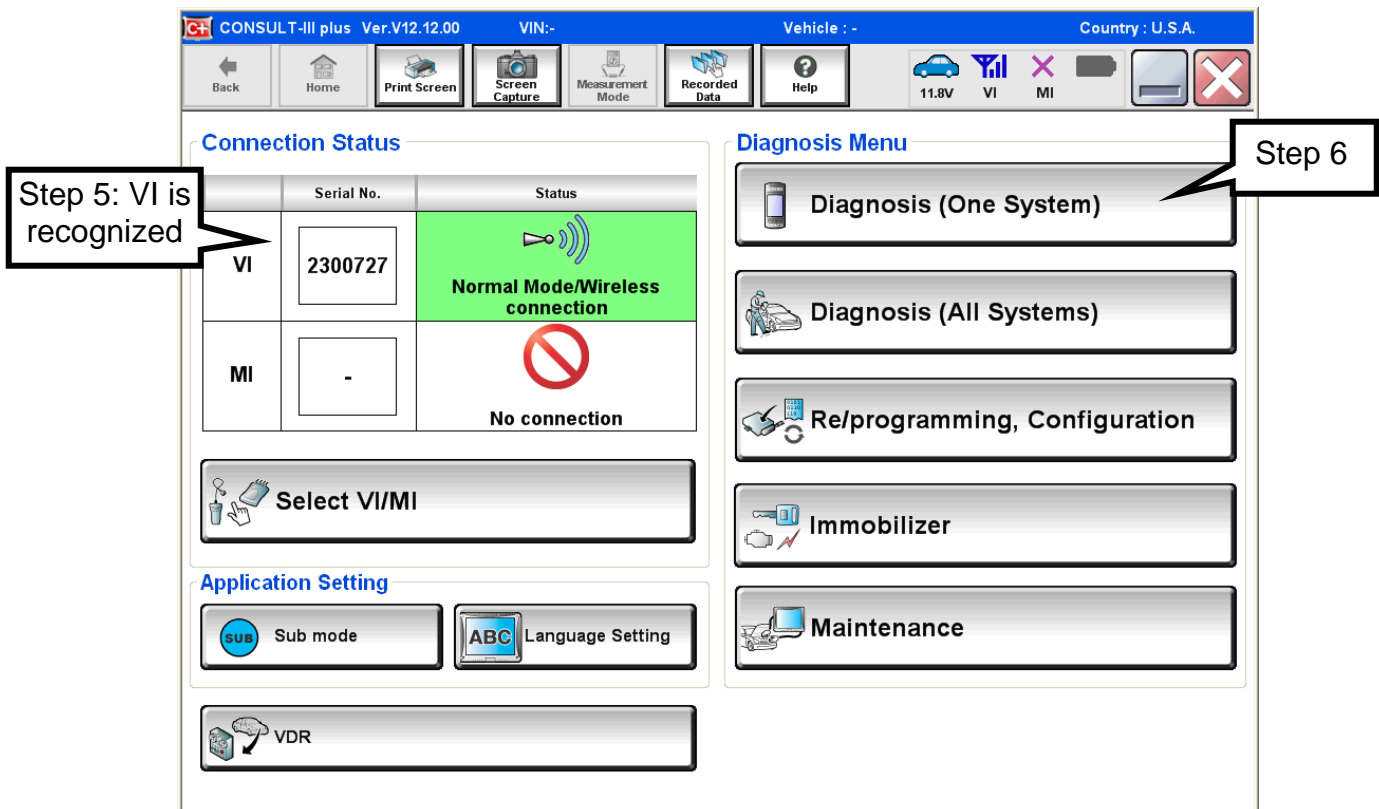 C+ CONSULT-III plus Ver.V12.12.00 VIN:- Vehicle : - Country : U.S.A.
Back
Home
Print Screen
Screen
Capture
Measurement
Mode
Recorded
Data
Help
11.8V
VI
MI
Connection Status
Serial No. Status
Step 5: VI is
recognized
VI 2300727
Normal Mode/Wireless
connection
MI -
No connection
Select VI/MI
Application Setting
SUB Sub mode
ABC Language Setting
VDR
Diagnosis Menu
Step 6
Diagnosis (One System)
Diagnosis (All Systems)
Re/programming, Configuration
Immobilizer
Maintenance